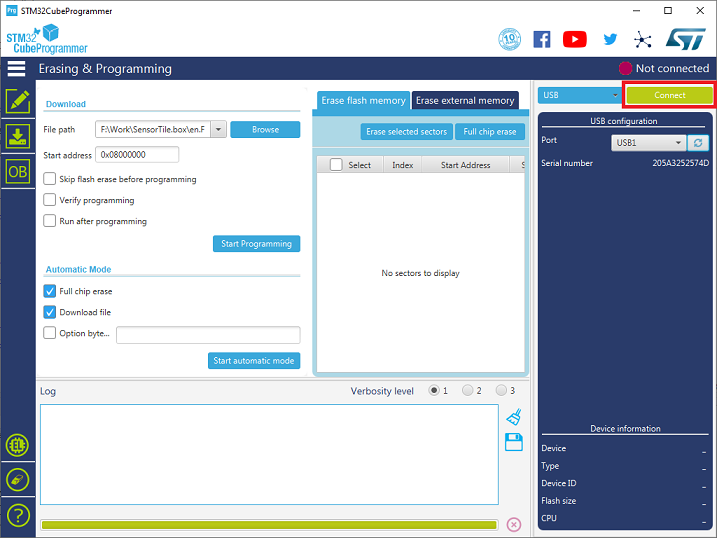 Prg STM32CubeProgrammer
STM32
CubeProgrammer
10
Erasing & Programming
Not connected
Download
File path F:\Work\SensorTile.box\en.F Browse
Start address 0x08000000
Skip flash erase before programming
Verify programming
Run after programming
Start Programming
Automatic Mode
Full chip erase
Download file
Option byte...
Start automatic mode
Erase flash memory Erase external memory
Erase selected sectors Full chip erase
Select Index Start Address S
No sectors to display
USB Connect
USB configuration
Port USB1
Serial number 205A3252574D
OB
Log Verbosity level 1 2 3
Device information
Device -
Type -
Device ID -
Flash size -
CPU -
EL
?